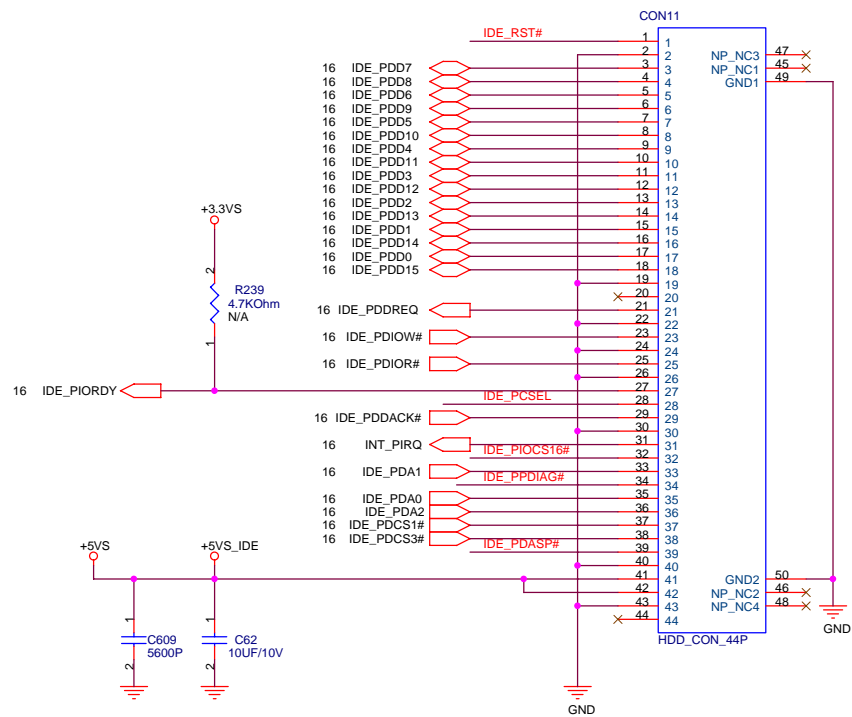 CON11
IDE_RST# 1 1
2 2 NP_NC3 47
16 IDE_PDD7 3 3 NP_NC1 45
16 IDE_PDD8 4 4 GND1 49
16 IDE_PDD6 5 5
16 IDE_PDD9 6 6
16 IDE_PDD5 7 7
16 IDE_PDD10 8 8
16 IDE_PDD4 9 9
16 IDE_PDD11 10 10
16 IDE_PDD3 11 11
16 IDE_PDD12 12 12
16 IDE_PDD2 13 13
16 IDE_PDD13 14 14
16 IDE_PDD1 15 15
16 IDE_PDD14 16 16
16 IDE_PDD0 17 17
16 IDE_PDD15 18 18
19 19
20 20
16 IDE_PDDREQ 21 21
22 22
16 IDE_PDIOW# 23 23
24 24
16 IDE_PDIOR# 25 25
26 26
+3.3VS
2
R239
4.7KOhm
N/A
1
16 IDE_PIORDY 27 27
IDE_PCSEL 28 28
16 IDE_PDDACK# 29 29
30 30
16 INT_PIRQ 31 31
IDE_PIOCS16# 32 32
16 IDE_PDA1 33 33
IDE_PPDIAG# 34 34
16 IDE_PDA0 35 35
16 IDE_PDA2 36 36
16 IDE_PDCS1# 37 37
16 IDE_PDCS3# 38 38
IDE_PDASP# 39 39
+5VS +5VS_IDE
40 40
41 41 GND2 50
42 42 NP_NC2 46
43 43 NP_NC4 48
44 44
HDD_CON_44P
GND
1 1
C609 C62
5600P 10UF/10V
2 2
GND